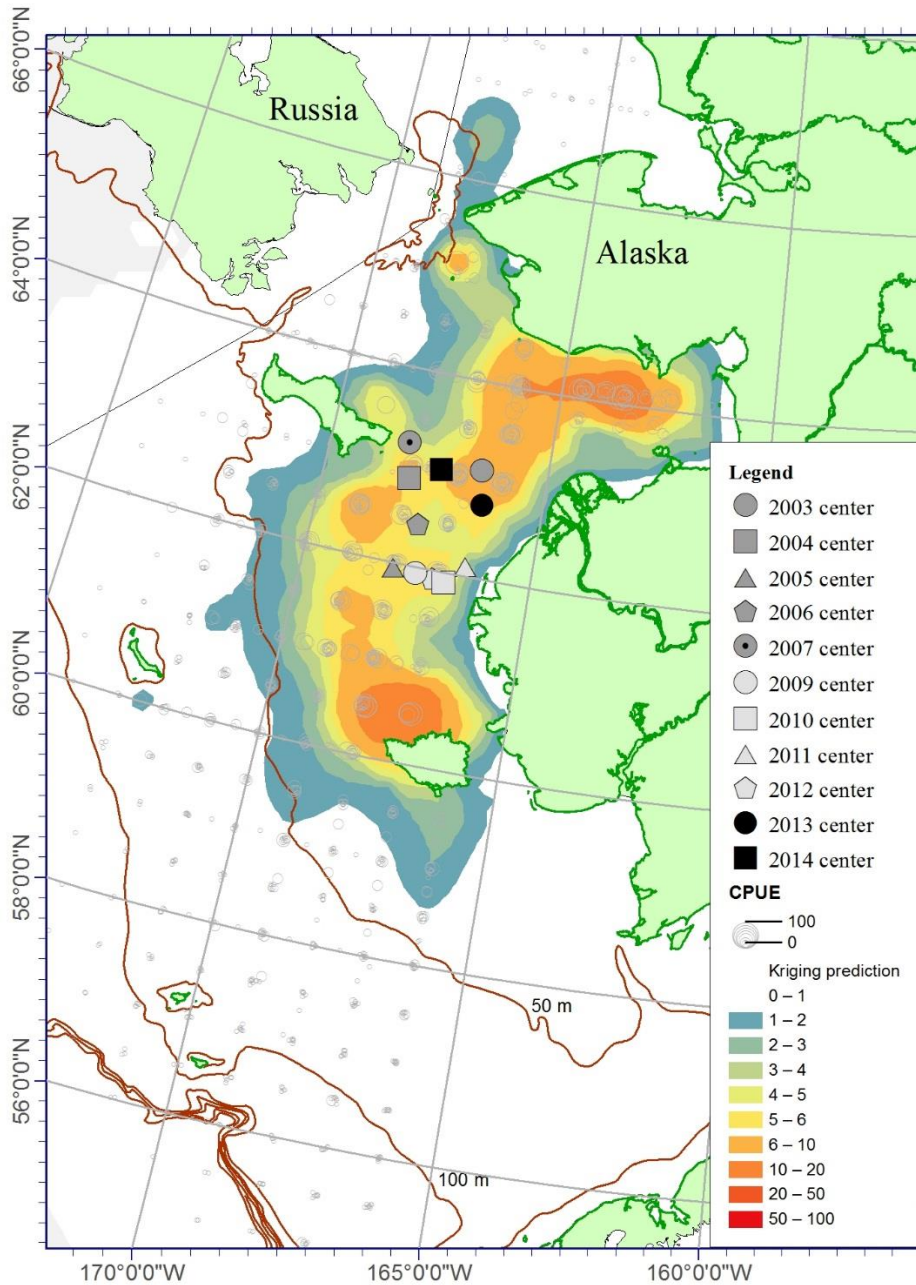 66°0'0"N
64°0'0"N
62°0'0"N
60°0'0"N
58°0'0"N
56°0'0"N
Russia
Alaska
50 m
100 m
Legend
2003 center
2004 center
2005 center
2006 center
2007 center
2009 center
2010 center
2011 center
2012 center
2013 center
2014 center
CPUE
100
0
Kriging prediction
0 – 1
1 – 2
2 – 3
3 – 4
4 – 5
5 – 6
6 – 10
10 – 20
20 – 50
50 – 100
170°0'0"W
165°0'0"W
160°0'0"W